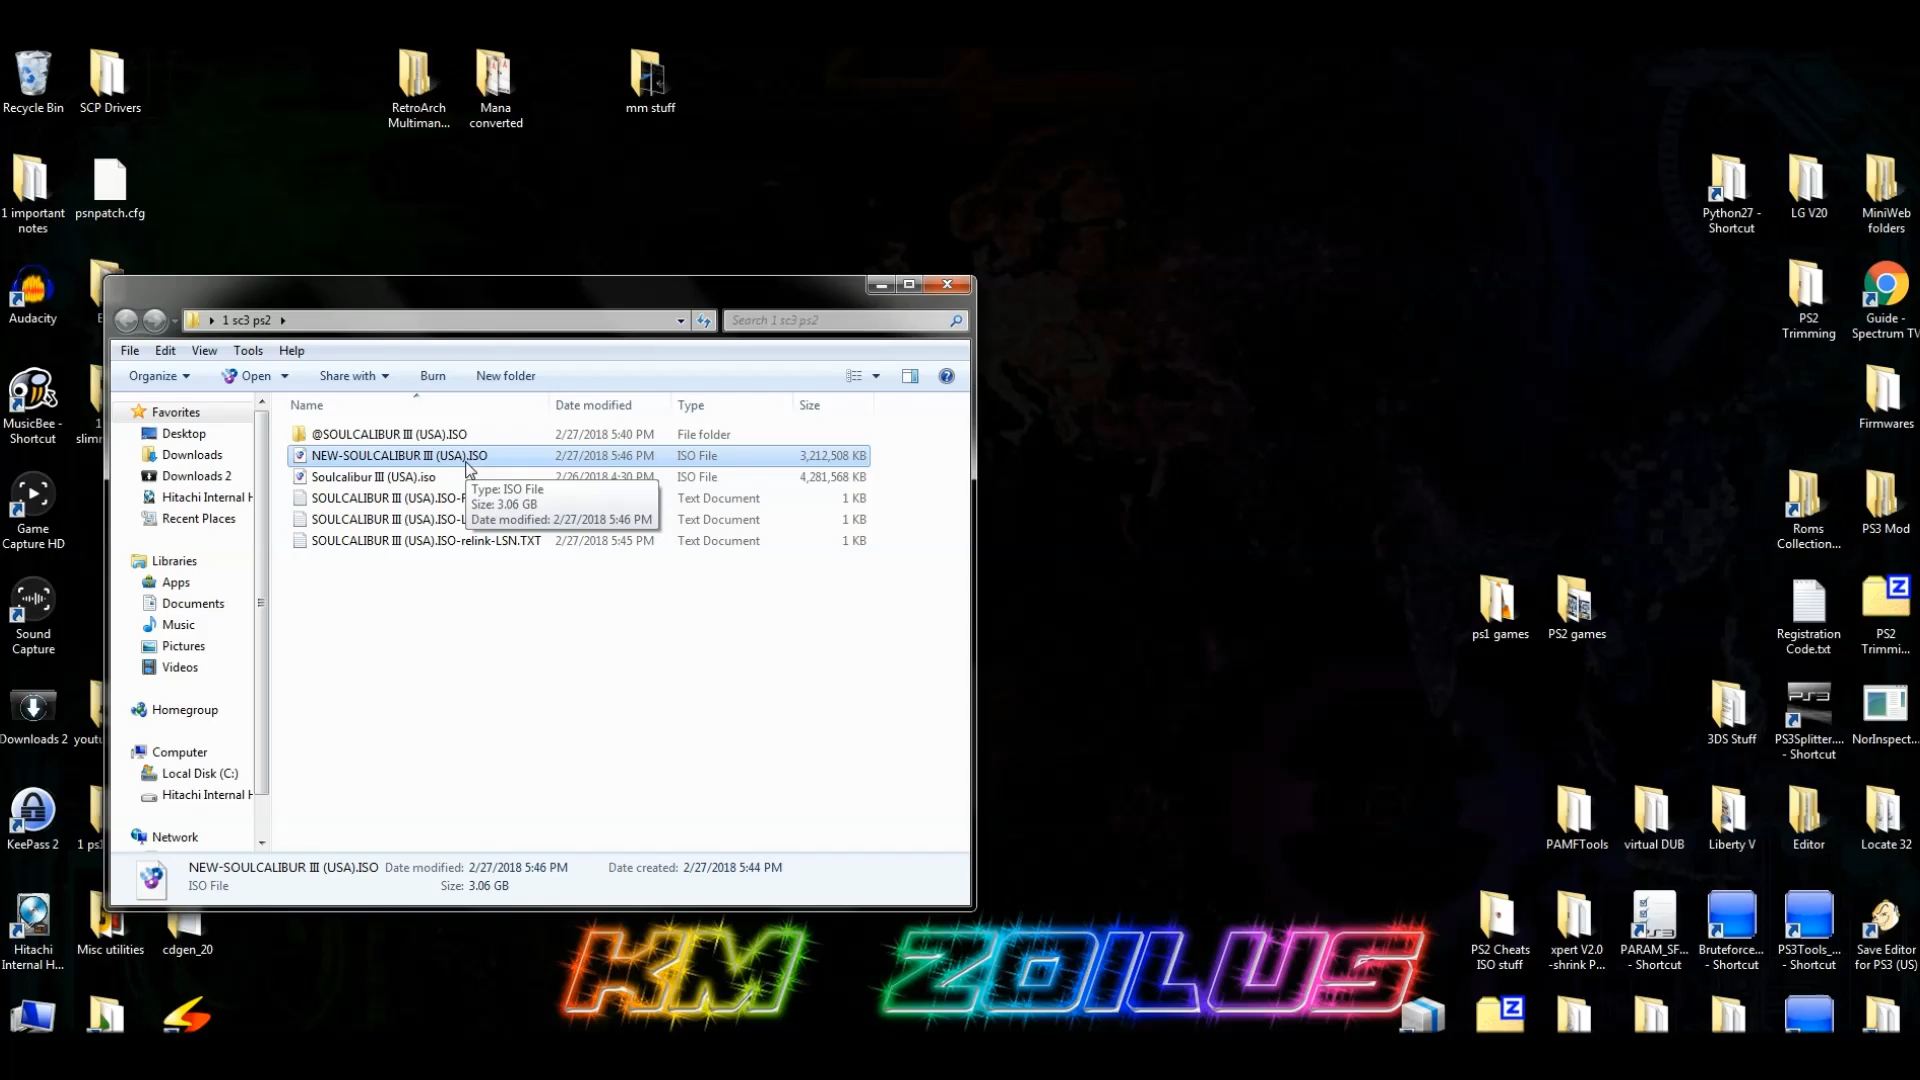 Recycle Bin
SCP Drivers
RetroArch
Multiman...
Mana
converted
mm stuff
1 important
notes
psnpatch.cfg
Python27 -
Shortcut
LG V20
MiniWeb
folders
Audacity
PS2
Trimming
Guide -
Spectrum TV
1 sc3 ps2
Search 1 sc3 ps2
File Edit View Tools Help
Organize Open Share with Burn New folder
Name Date modified Type Size
@SOULCALIBUR III (USA).ISO 2/27/2018 5:40 PM File folder
NEW-SOULCALIBUR III (USA).ISO 2/27/2018 5:46 PM ISO File 3,212,508 KB
Soulcalibur III (USA).iso 2/26/2018 4:30 PM ISO File 4,281,568 KB
SOULCALIBUR III (USA).ISO- Text Document 1 KB
SOULCALIBUR III (USA).ISO-L Text Document 1 KB
SOULCALIBUR III (USA).ISO-relink-LSN.TXT 2/27/2018 5:45 PM Text Document 1 KB
Type: ISO File
Size: 3.06 GB
Date modified: 2/27/2018 5:46 PM
Favorites
Desktop
Downloads
Downloads 2
Hitachi Internal H
Recent Places
Libraries
Apps
Documents
Music
Pictures
Videos
Homegroup
Computer
Local Disk (C:)
Hitachi Internal H
Network
NEW-SOULCALIBUR III (USA).ISO Date modified: 2/27/2018 5:46 PM Date created: 2/27/2018 5:44 PM
ISO File Size: 3.06 GB
MusicBee -
Shortcut
1
slimr
Firmwares
Game
Capture HD
Roms
Collection...
PS3 Mod
Sound
Capture
ps1 games
PS2 games
Registration
Code.txt
PS2
Trimmi...
PS3
Downloads 2
yout
3DS Stuff
PS3Splitter....
- Shortcut
NorInspect...
KeePass 2
1 ps
PAMFTools
virtual DUB
Liberty V
Editor
Locate 32
Hitachi
Internal H...
Misc utilities
cdgen_20
PS2 Cheats
ISO stuff
xpert V2.0
-shrink P...
PARAM_SF...
- Shortcut
Bruteforce...
- Shortcut
PS3Tools_...
- Shortcut
Save Editor
for PS3 (US)
KM ZOILUS